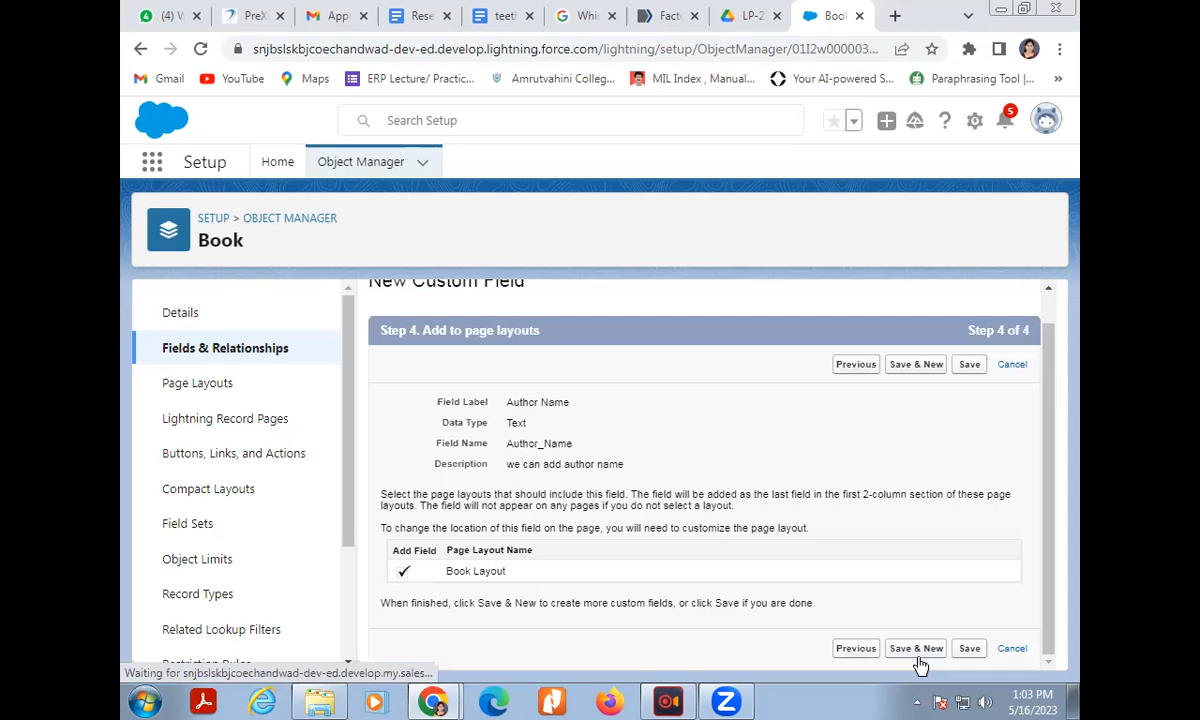 (4) W
PreX
App
Rese
teeth
Whi
Fact
LP-2
Boo
snjbslskbjcoechandwad-dev-ed.develop.lightning.force.com/lightning/setup/ObjectManager/01I2w000003...
Gmail YouTube Maps ERP Lecture/ Practic... Amrutvahini Colleg... MIL Index , Manual... Your AI-powered S... Paraphrasing Tool |... »
Search Setup
5
Setup Home Object Manager
SETUP > OBJECT MANAGER
Book
Details
Fields & Relationships
Page Layouts
Lightning Record Pages
Buttons, Links, and Actions
Compact Layouts
Field Sets
Object Limits
Record Types
Related Lookup Filters
Restriction Rules
New Custom Field
Step 4. Add to page layouts Step 4 of 4
Previous Save & New Save Cancel
Field Label Author Name
Data Type Text
Field Name Author_Name
Description we can add author name
Select the page layouts that should include this field. The field will be added as the last field in the first 2-column section of these page
layouts. The field will not appear on any pages if you do not select a layout.
To change the location of this field on the page, you will need to customize the page layout.
Add Field Page Layout Name
Book Layout
When finished, click Save & New to create more custom fields, or click Save if you are done.
Previous Save & New Save Cancel
Waiting for snjbslskbjcoechandwad-dev-ed.develop.my.sales...
1:03 PM
5/16/2023